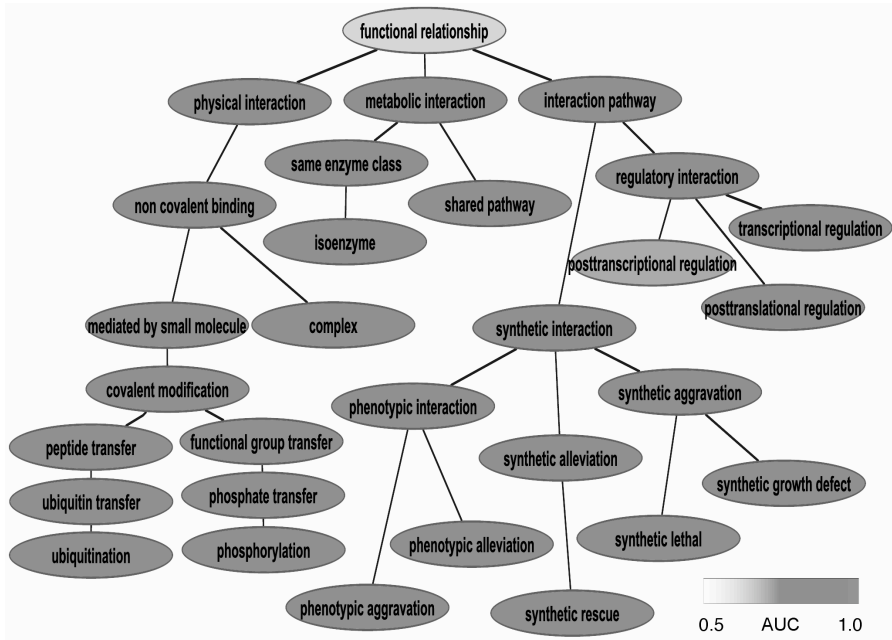 functional relationship
physical interaction
metabolic interaction
interaction pathway
same enzyme class
regulatory interaction
non covalent binding
shared pathway
transcriptional regulation
isoenzyme
posttranscriptional regulation
posttranslational regulation
mediated by small molecule
complex
synthetic interaction
covalent modification
phenotypic interaction
synthetic aggravation
peptide transfer
functional group transfer
synthetic alleviation
synthetic growth defect
ubiquitin transfer
phosphate transfer
synthetic lethal
phenotypic alleviation
ubiquitination
phosphorylation
phenotypic aggravation
synthetic rescue
0.5 AUC 1.0